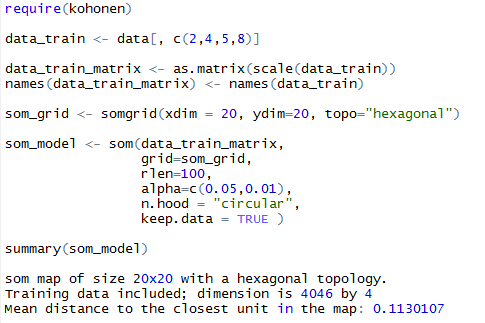 require(kohonen)
data_train <- data[, c(2,4,5,8)]
data_train_matrix <- as.matrix(scale(data_train))
names(data_train_matrix) <- names(data_train)
som_grid <- somgrid(xdim = 20, ydim=20, topo="hexagonal")
som_model <- som(data_train_matrix,
grid=som_grid,
rlen=100,
alpha=c(0.05,0.01),
n.hood = "circular",
keep.data = TRUE )
summary(som_model)
som map of size 20x20 with a hexagonal topology.
Training data included; dimension is 4046 by 4
Mean distance to the closest unit in the map: 0.1130107